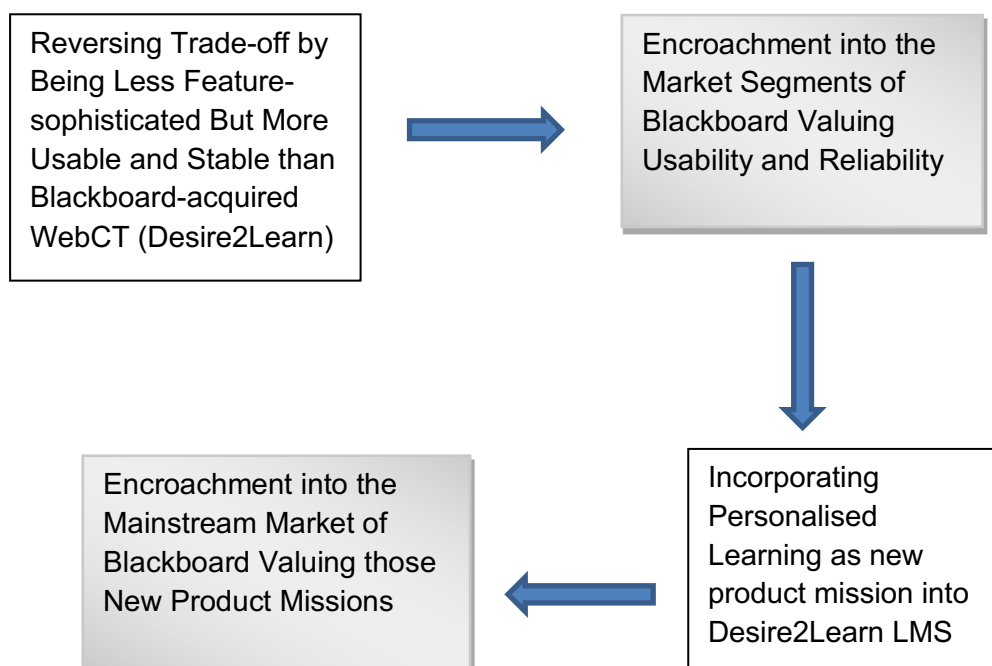 Reversing Trade-off by
Being Less Feature-
sophisticated But More
Usable and Stable than
Blackboard-acquired
WebCT (Desire2Learn)
Encroachment into the
Market Segments of
Blackboard Valuing
Usability and Reliability
Incorporating
Personalised
Learning as new
product mission into
Desire2Learn LMS
Encroachment into the
Mainstream Market of
Blackboard Valuing those
New Product Missions